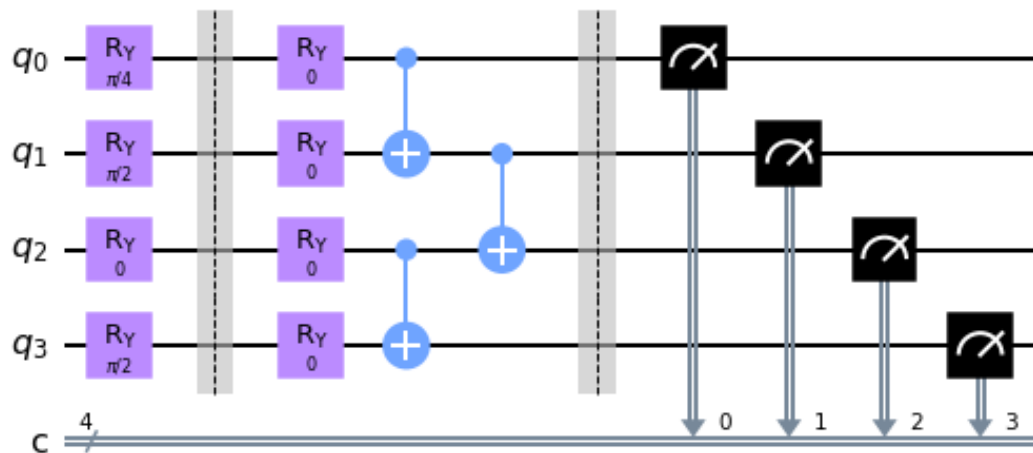 q0 RY π/4 RY 0
q1 RY π/2 RY 0
q2 RY 0 RY 0
q3 RY π/2 RY 0
c 4 0 1 2 3